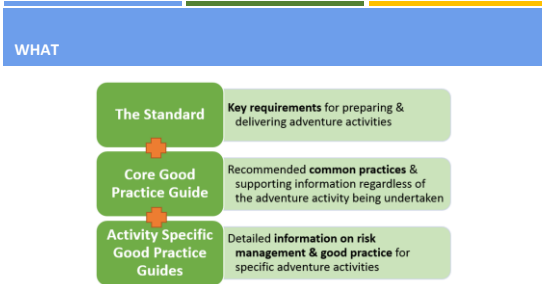 WHAT
The Standard
Key requirements for preparing &
delivering adventure activities
Core Good
Practice Guide
Recommended common practices &
supporting information regardless of
the adventure activity being undertaken
Activity Specific
Good Practice
Guides
Detailed information on risk
management & good practice for
specific adventure activities